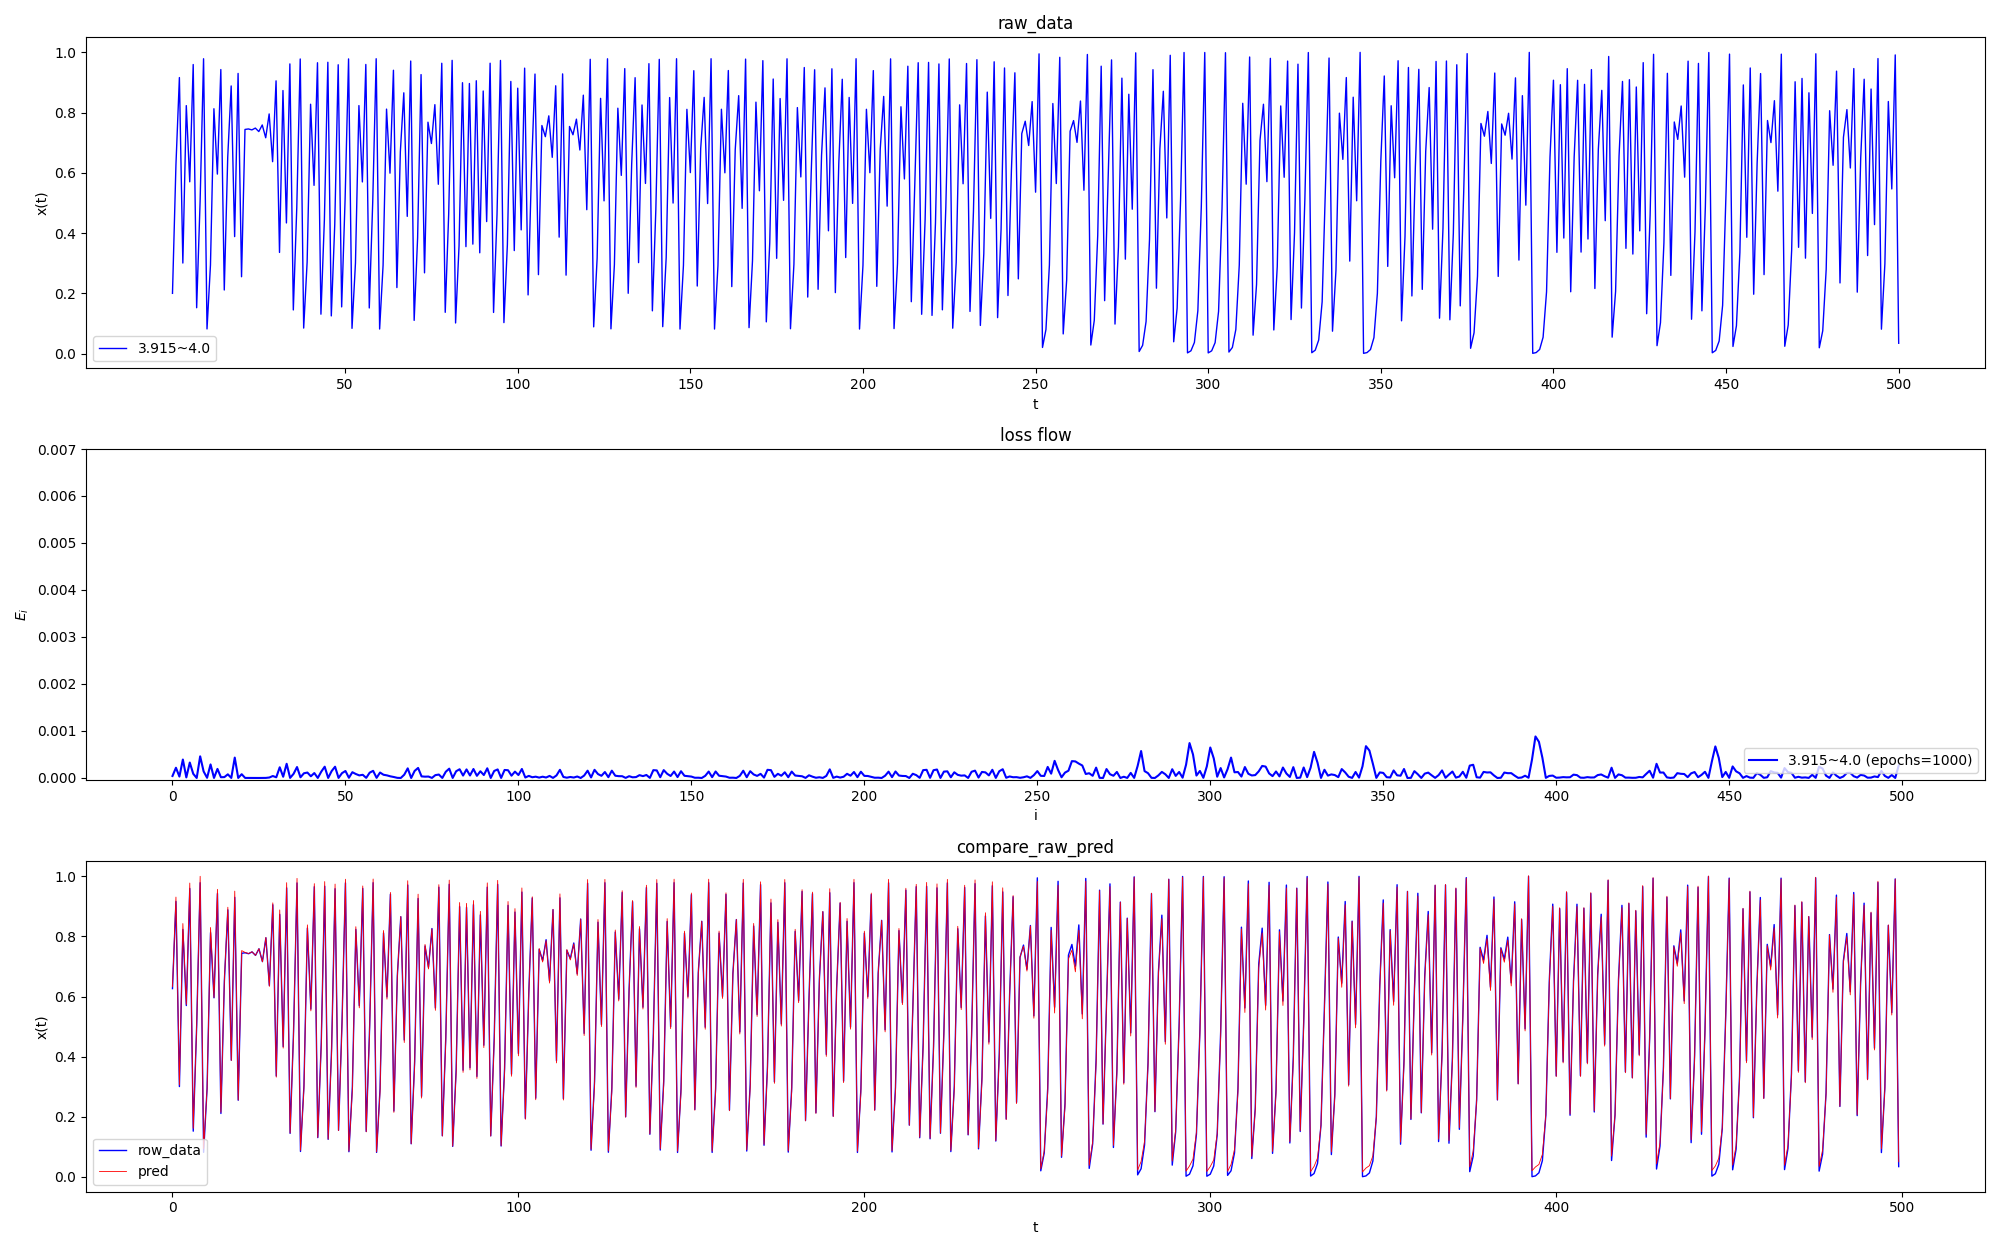 raw_data
1.0
0.8
0.6
0.4
0.2
0.0
x(t)
3.915~4.0
50 100 150 200 250 300 350 400 450 500
t
loss flow
0.007
0.006
0.005
0.004
0.003
0.002
0.001
0.000
E_i
3.915~4.0 (epochs=1000)
0 50 100 150 200 250 300 350 400 450 500
i
compare_raw_pred
1.0
0.8
0.6
0.4
0.2
0.0
x(t)
row_data
pred
0 100 200 300 400 500
t